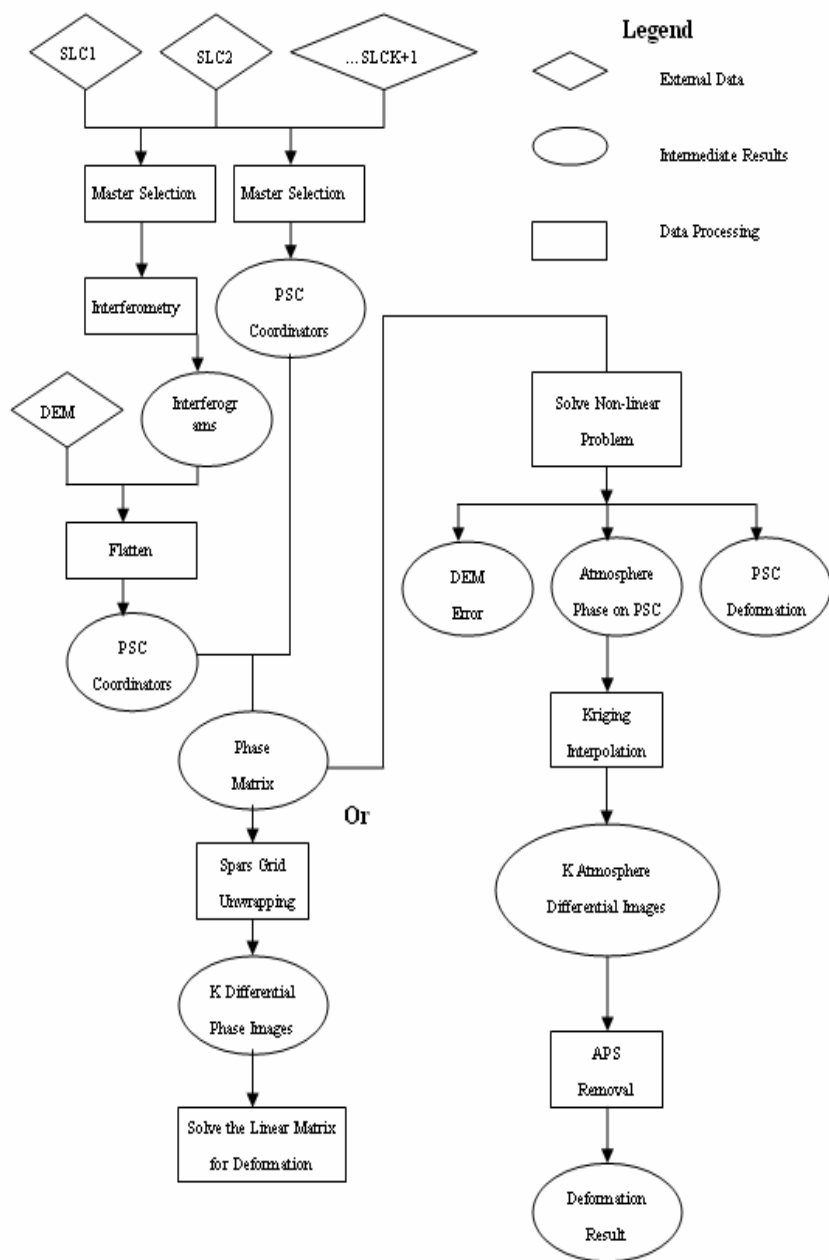 SLC1
SLC2
...SLCK+1
Legend
External Data
Intermediate Results
Data Processing
Master Selection
Master Selection
Interferometry
PSC
Coordinators
DEM
Interferogr
ams
Flatten
PSC
Coordinators
Phase
Matrix
Or
Spars Grid
Unwrapping
K Differential
Phase Images
Solve the Linear Matrix
for Deformation
Solve Non-linear
Problem
DEM
Error
Atmosphere
Phase on PSC
PSC
Deformation
Kriging
Interpolation
K Atmosphere
Differential Images
APS
Removal
Deformation
Result